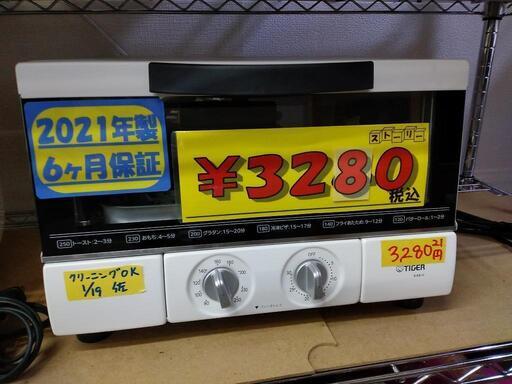 2021年製
6ヶ月保証
ストーリー
¥3280
税込
250 トースト:2~3分 230 おもち:4~5分 200 グラタン:15~20分 180 冷凍ピザ:15~17分 140 フライあたため:9~12分 120 バターロール:1~2分
クリーニングOK
1/19
3,280円
21
OFF
TIGER